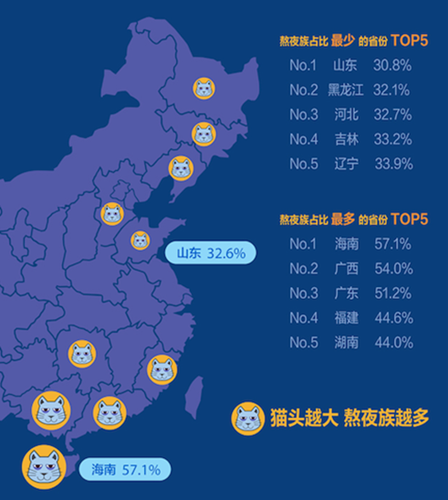 熬夜族占比 最少 的省份 TOP5
No.1 山东 30.8%
No.2 黑龙江 32.1%
No.3 河北 32.7%
No.4 吉林 33.2%
No.5 辽宁 33.9%
山东 32.6%
熬夜族占比 最多 的省份 TOP5
No.1 海南 57.1%
No.2 广西 54.0%
No.3 广东 51.2%
No.4 福建 44.6%
No.5 湖南 44.0%
猫头越大 熬夜族越多
海南 57.1%